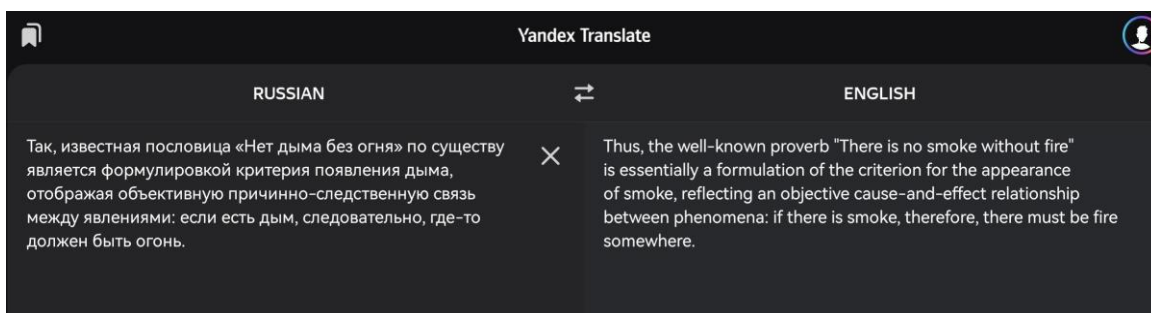 Yandex Translate
RUSSIAN
ENGLISH
Так, известная пословица «Нет дыма без огня» по существу
является формулировкой критерия появления дыма,
отображая объективную причинно-следственную связь
между явлениями: если есть дым, следовательно, где-то
должен быть огонь.
Thus, the well-known proverb "There is no smoke without fire"
is essentially a formulation of the criterion for the appearance
of smoke, reflecting an objective cause-and-effect relationship
between phenomena: if there is smoke, therefore, there must be fire
somewhere.